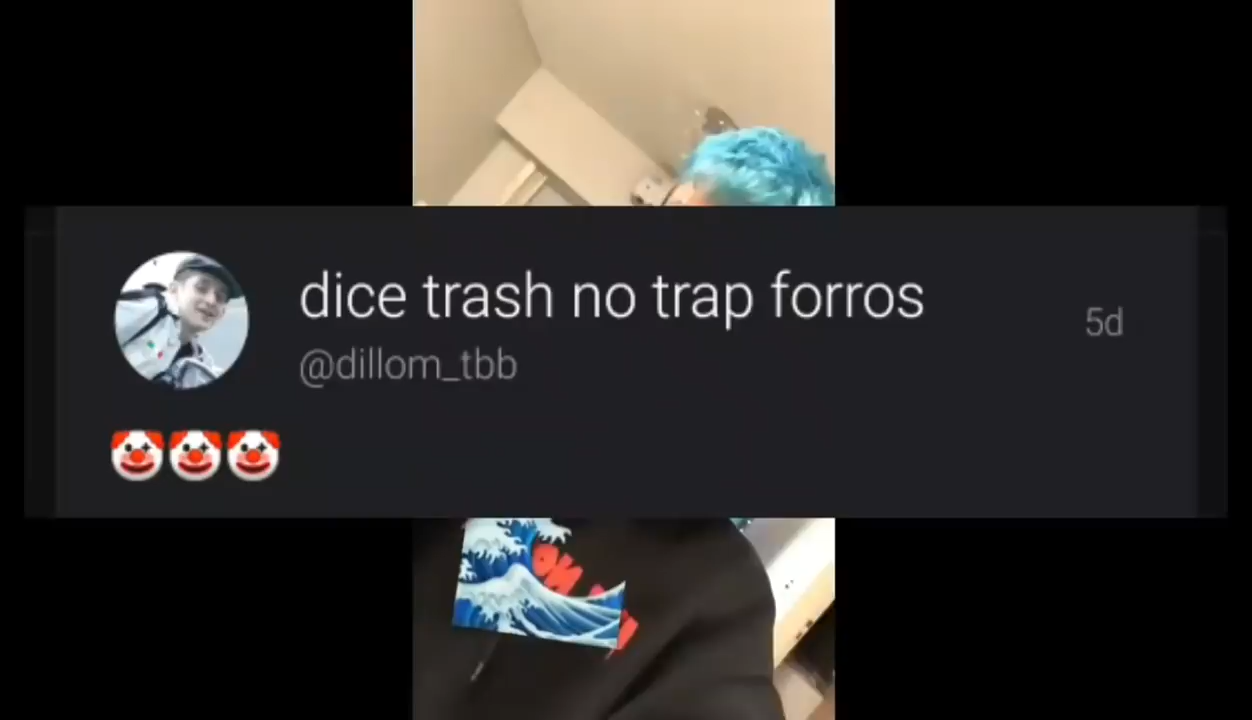 dice trash no trap forros
5d
@dillom_tbb
🤡🤡🤡